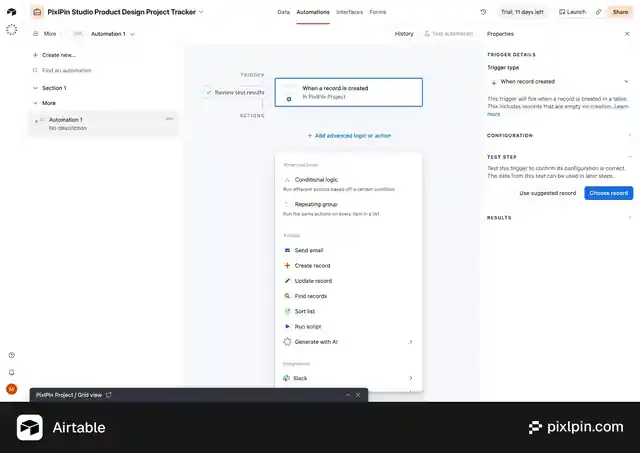 PixlPin Studio Product Design Project Tracker
Data
Automations
Interfaces
Forms
Trial: 11 days left
Launch
Share
More
Automation 1
History
Test automation
Properties
Create new...
Find an automation
Section 1
More
Automation 1
No description
TRIGGER
Review test results
When a record is created
In PixlPin Project
ACTIONS
Add advanced logic or action
Advanced logic
Conditional logic
Run different actions based off a certain condition
Repeating group
Run the same actions on every item in a list
Send email
Create record
Update record
Find records
Sort list
Run script
Generate with AI
Integrations
Slack
TRIGGER DETAILS
Trigger type
When record created
This trigger will fire when a record is created in a table.
This includes records that are empty on creation. Learn
more
CONFIGURATION
TEST STEP
Test this trigger to confirm its configuration is correct.
The data from this test can be used in later steps.
Use suggested record
Choose record
RESULTS
M
PixlPin Project / Grid view
Airtable
pixlpin.com